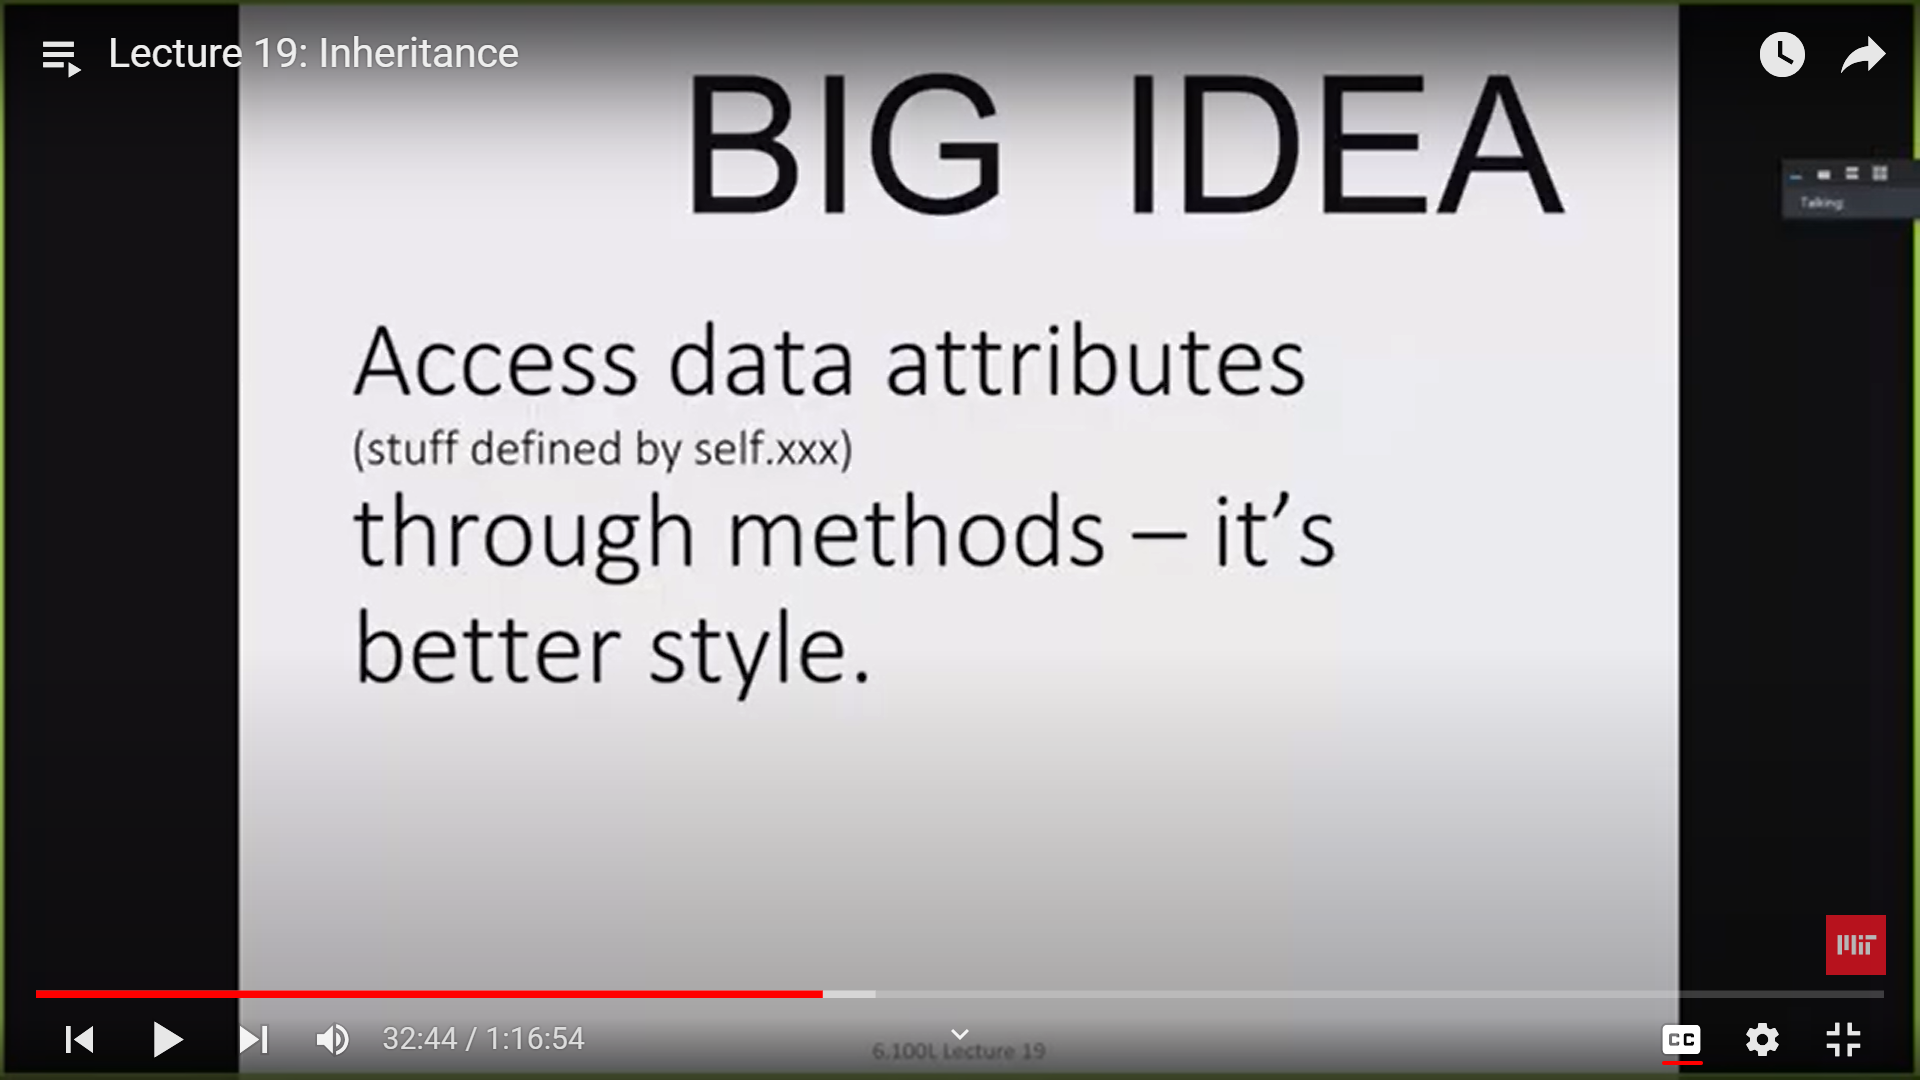 Lecture 19: Inheritance
BIG IDEA
Talking:
Access data attributes
(stuff defined by self.xxx)
through methods – it’s
better style.
MiT
32:44 / 1:16:54
6.100L Lecture 19
CC